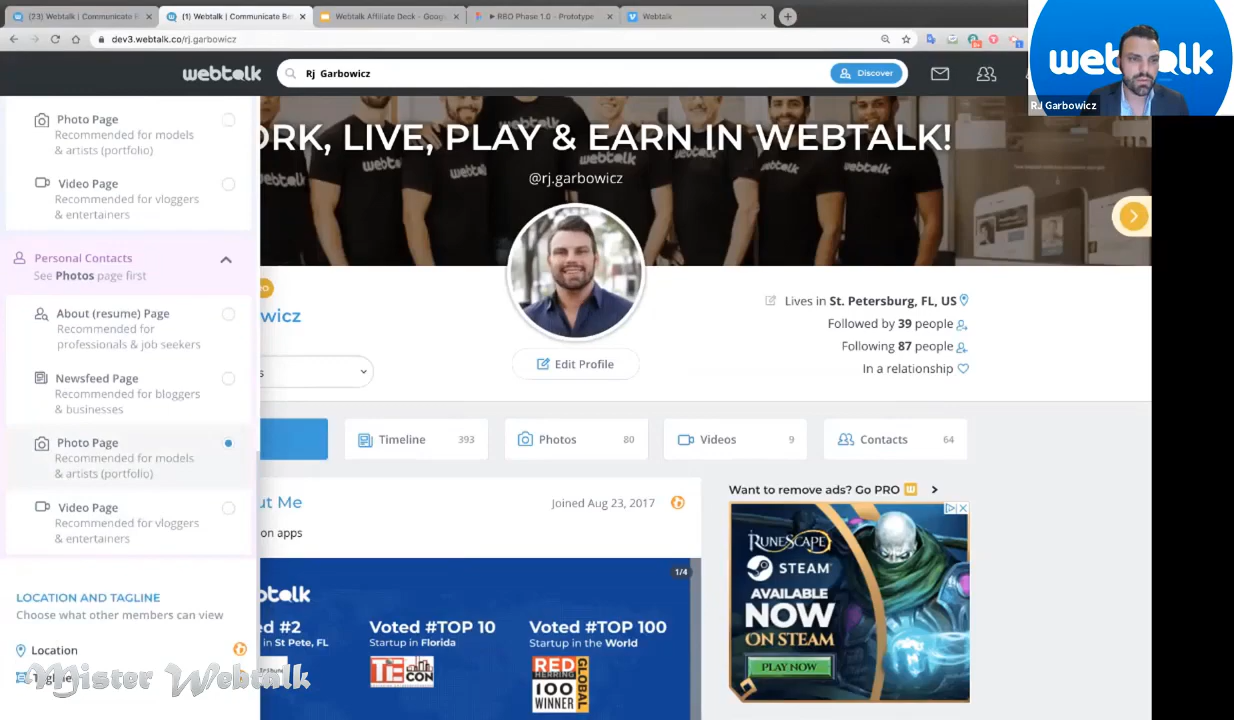 (23) Webtalk | Communicate B
(1) Webtalk | Communicate Be
Webtalk Affiliate Deck - Goog
RBO Phase 1.0 - Prototype
Webtalk
dev3.webtalk.co/rj.garbowicz
webtalk
Rj Garbowicz
Discover
webtalk
RJ Garbowicz
ORK, LIVE, PLAY & EARN IN WEBTALK!
webtalk
@rj.garbowicz
Photo Page
Recommended for models
& artists (portfolio)
Video Page
Recommended for vloggers
& entertainers
Personal Contacts
See Photos page first
About (resume) Page
Recommended for
professionals & job seekers
Newsfeed Page
Recommended for bloggers
& businesses
Photo Page
Recommended for models
& artists (portfolio)
Video Page
Recommended for vloggers
& entertainers
LOCATION AND TAGLINE
Choose what other members can view
Location
Mister Webtalk
wicz
s
Edit Profile
Lives in St. Petersburg, FL, US
Followed by 39 people
Following 87 people
In a relationship
Timeline 393
Photos 80
Videos 9
Contacts 64
ut Me
Joined Aug 23, 2017
on apps
1/4
btalk
ed #2
in St Pete, FL
Voted #TOP 10
Startup in Florida
Voted #TOP 100
Startup in the World
TE CON
RED HERRING
100
WINNER
GLOBAL
Want to remove ads? Go PRO
RUNESCAPE
STEAM
AVAILABLE
NOW
ON STEAM
PLAY NOW